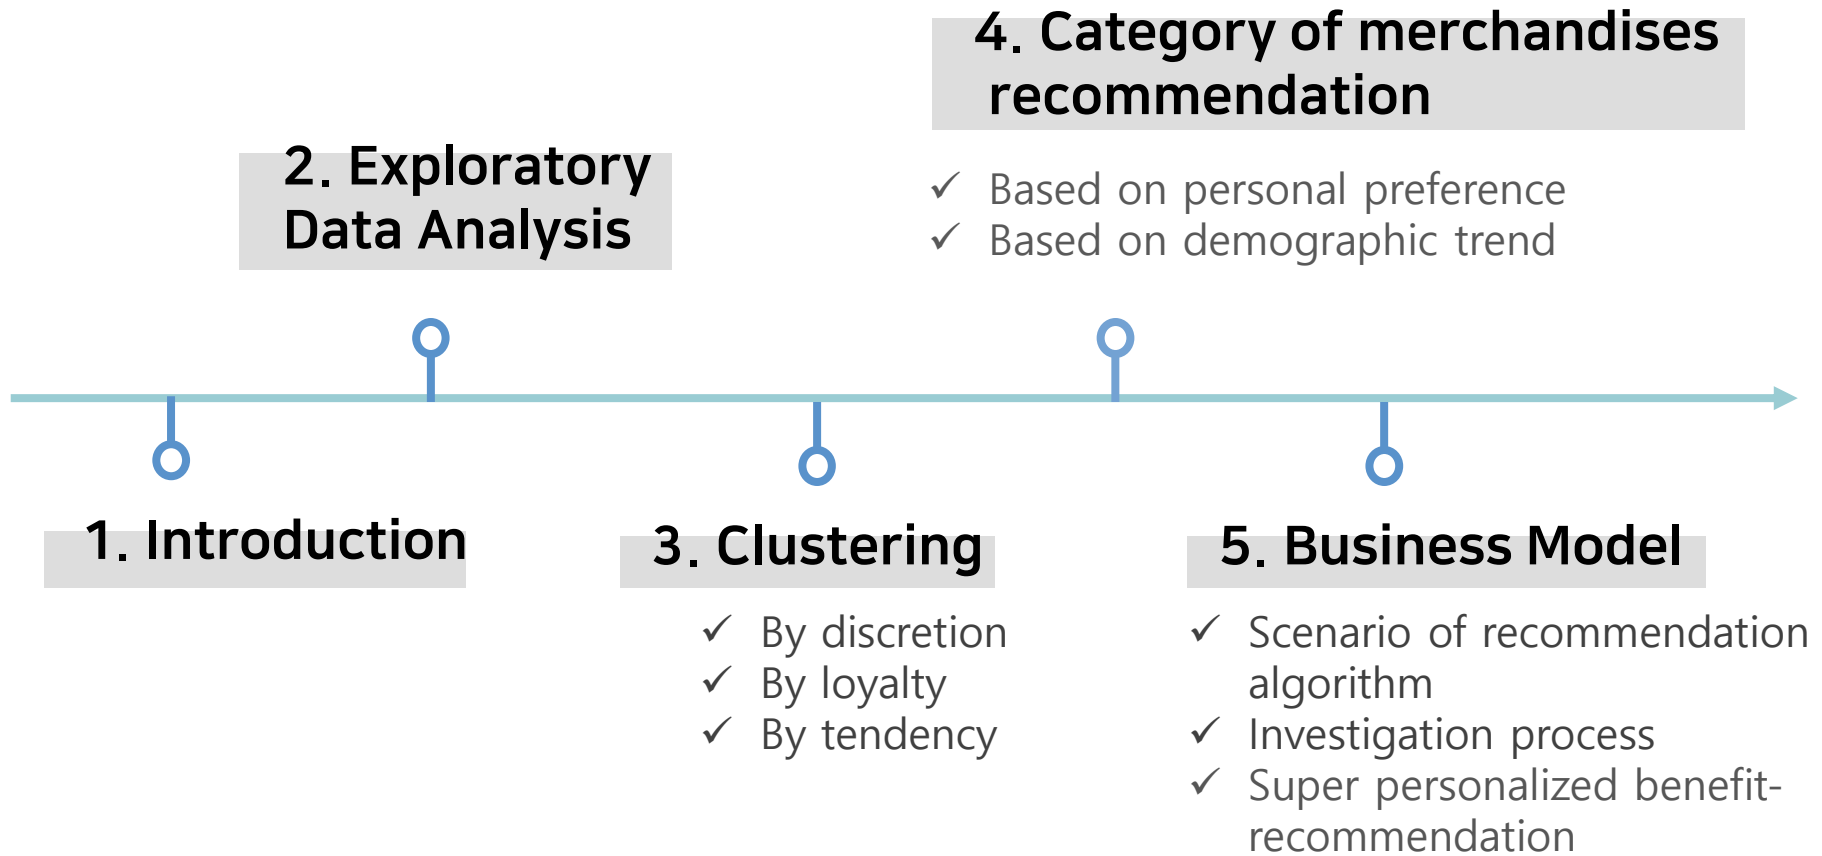 1. Introduction
2. Exploratory
Data Analysis
3. Clustering
✓ By discretion
✓ By loyalty
✓ By tendency
4. Category of merchandises
recommendation
✓ Based on personal preference
✓ Based on demographic trend
5. Business Model
✓ Scenario of recommendation
algorithm
✓ Investigation process
✓ Super personalized benefit-
recommendation